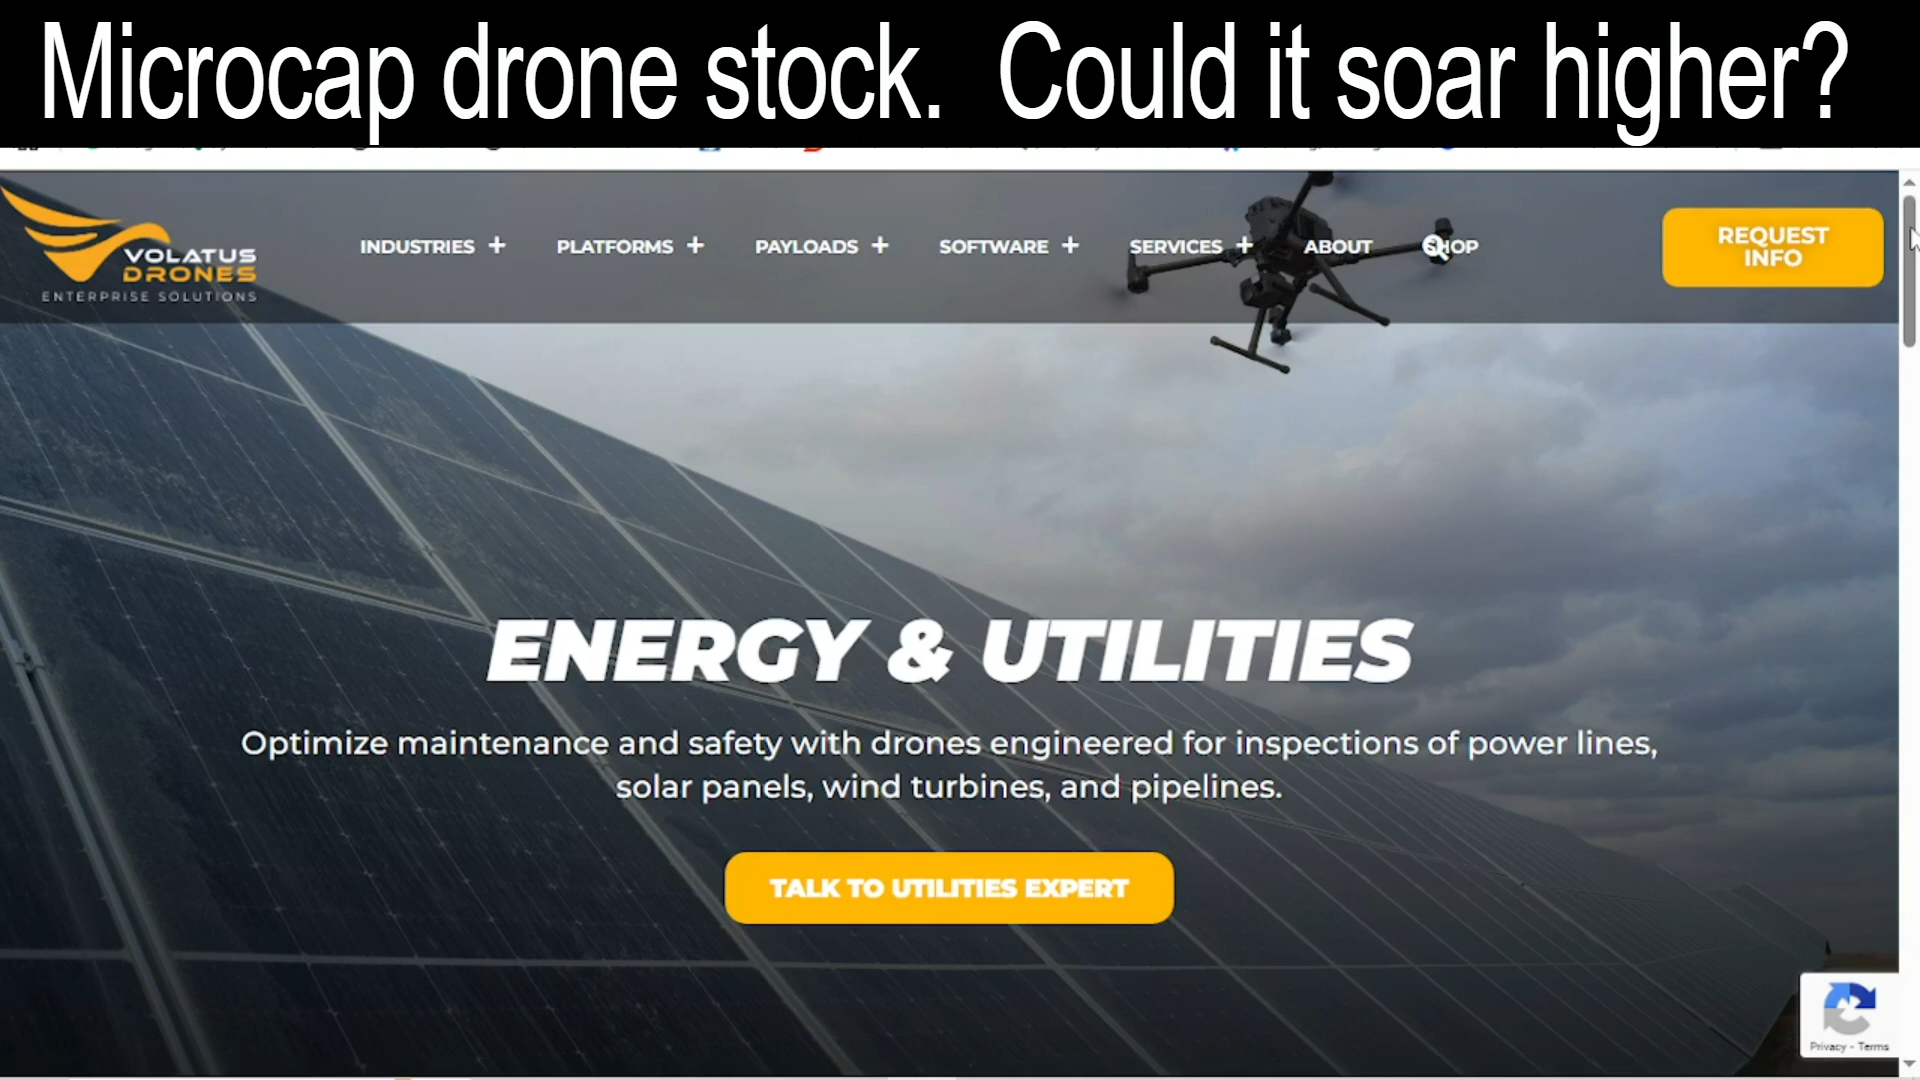 Microcap drone stock. Could it soar higher?
VOLATUS
DRONES
ENTERPRISE SOLUTIONS
INDUSTRIES +
PLATFORMS +
PAYLOADS +
SOFTWARE +
SERVICES +
ABOUT
SHOP
REQUEST
INFO
ENERGY & UTILITIES
Optimize maintenance and safety with drones engineered for inspections of power lines,
solar panels, wind turbines, and pipelines.
TALK TO UTILITIES EXPERT
Privacy - Terms